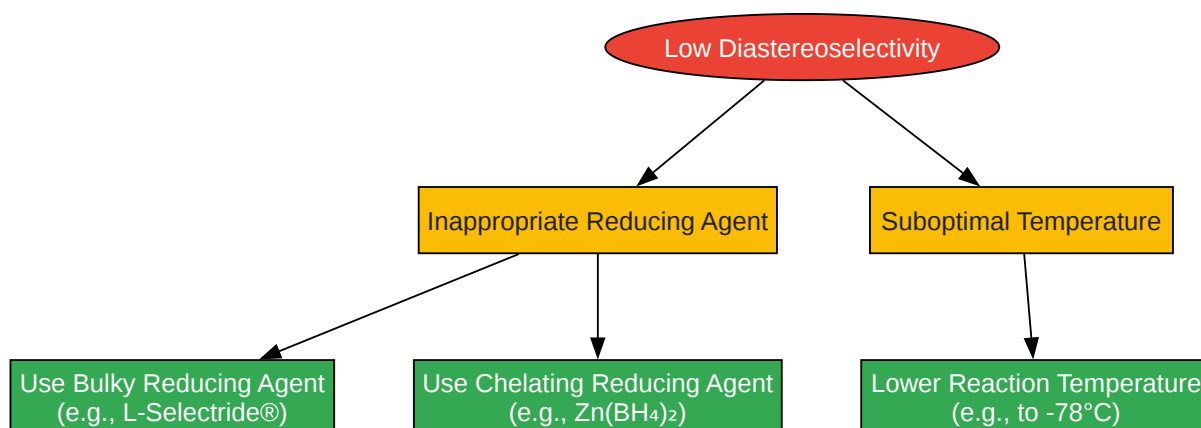 Low Diastereoselectivity
Inappropriate Reducing Agent
Suboptimal Temperature
Use Bulky Reducing Agent
(e.g., L-Selectride®)
Use Chelating Reducing Agent
(e.g., Zn(BH₄)₂)
Lower Reaction Temperature
(e.g., to -78°C)